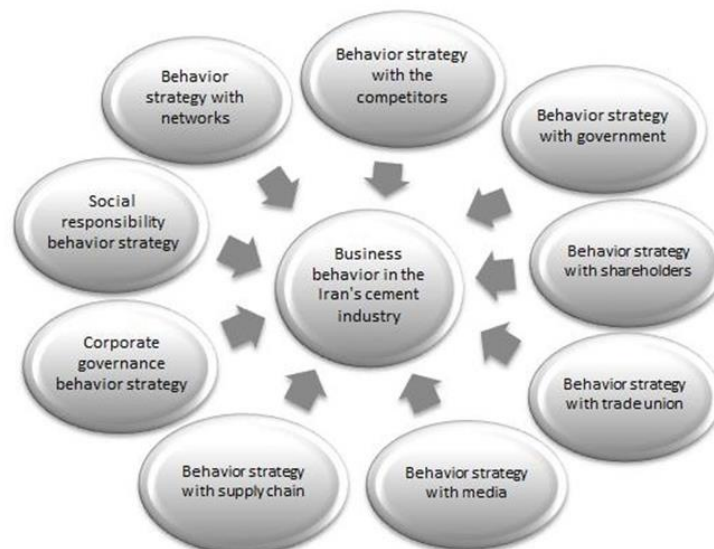 Behavior strategy
with the
competitors
Behavior
strategy with
networks
Behavior strategy
with government
Social
responsibility
behavior strategy
Business
behavior in the
Iran's cement
industry
Behavior strategy
with shareholders
Corporate
governance
behavior strategy
Behavior strategy
with trade union
Behavior strategy
with supply chain
Behavior strategy
with media